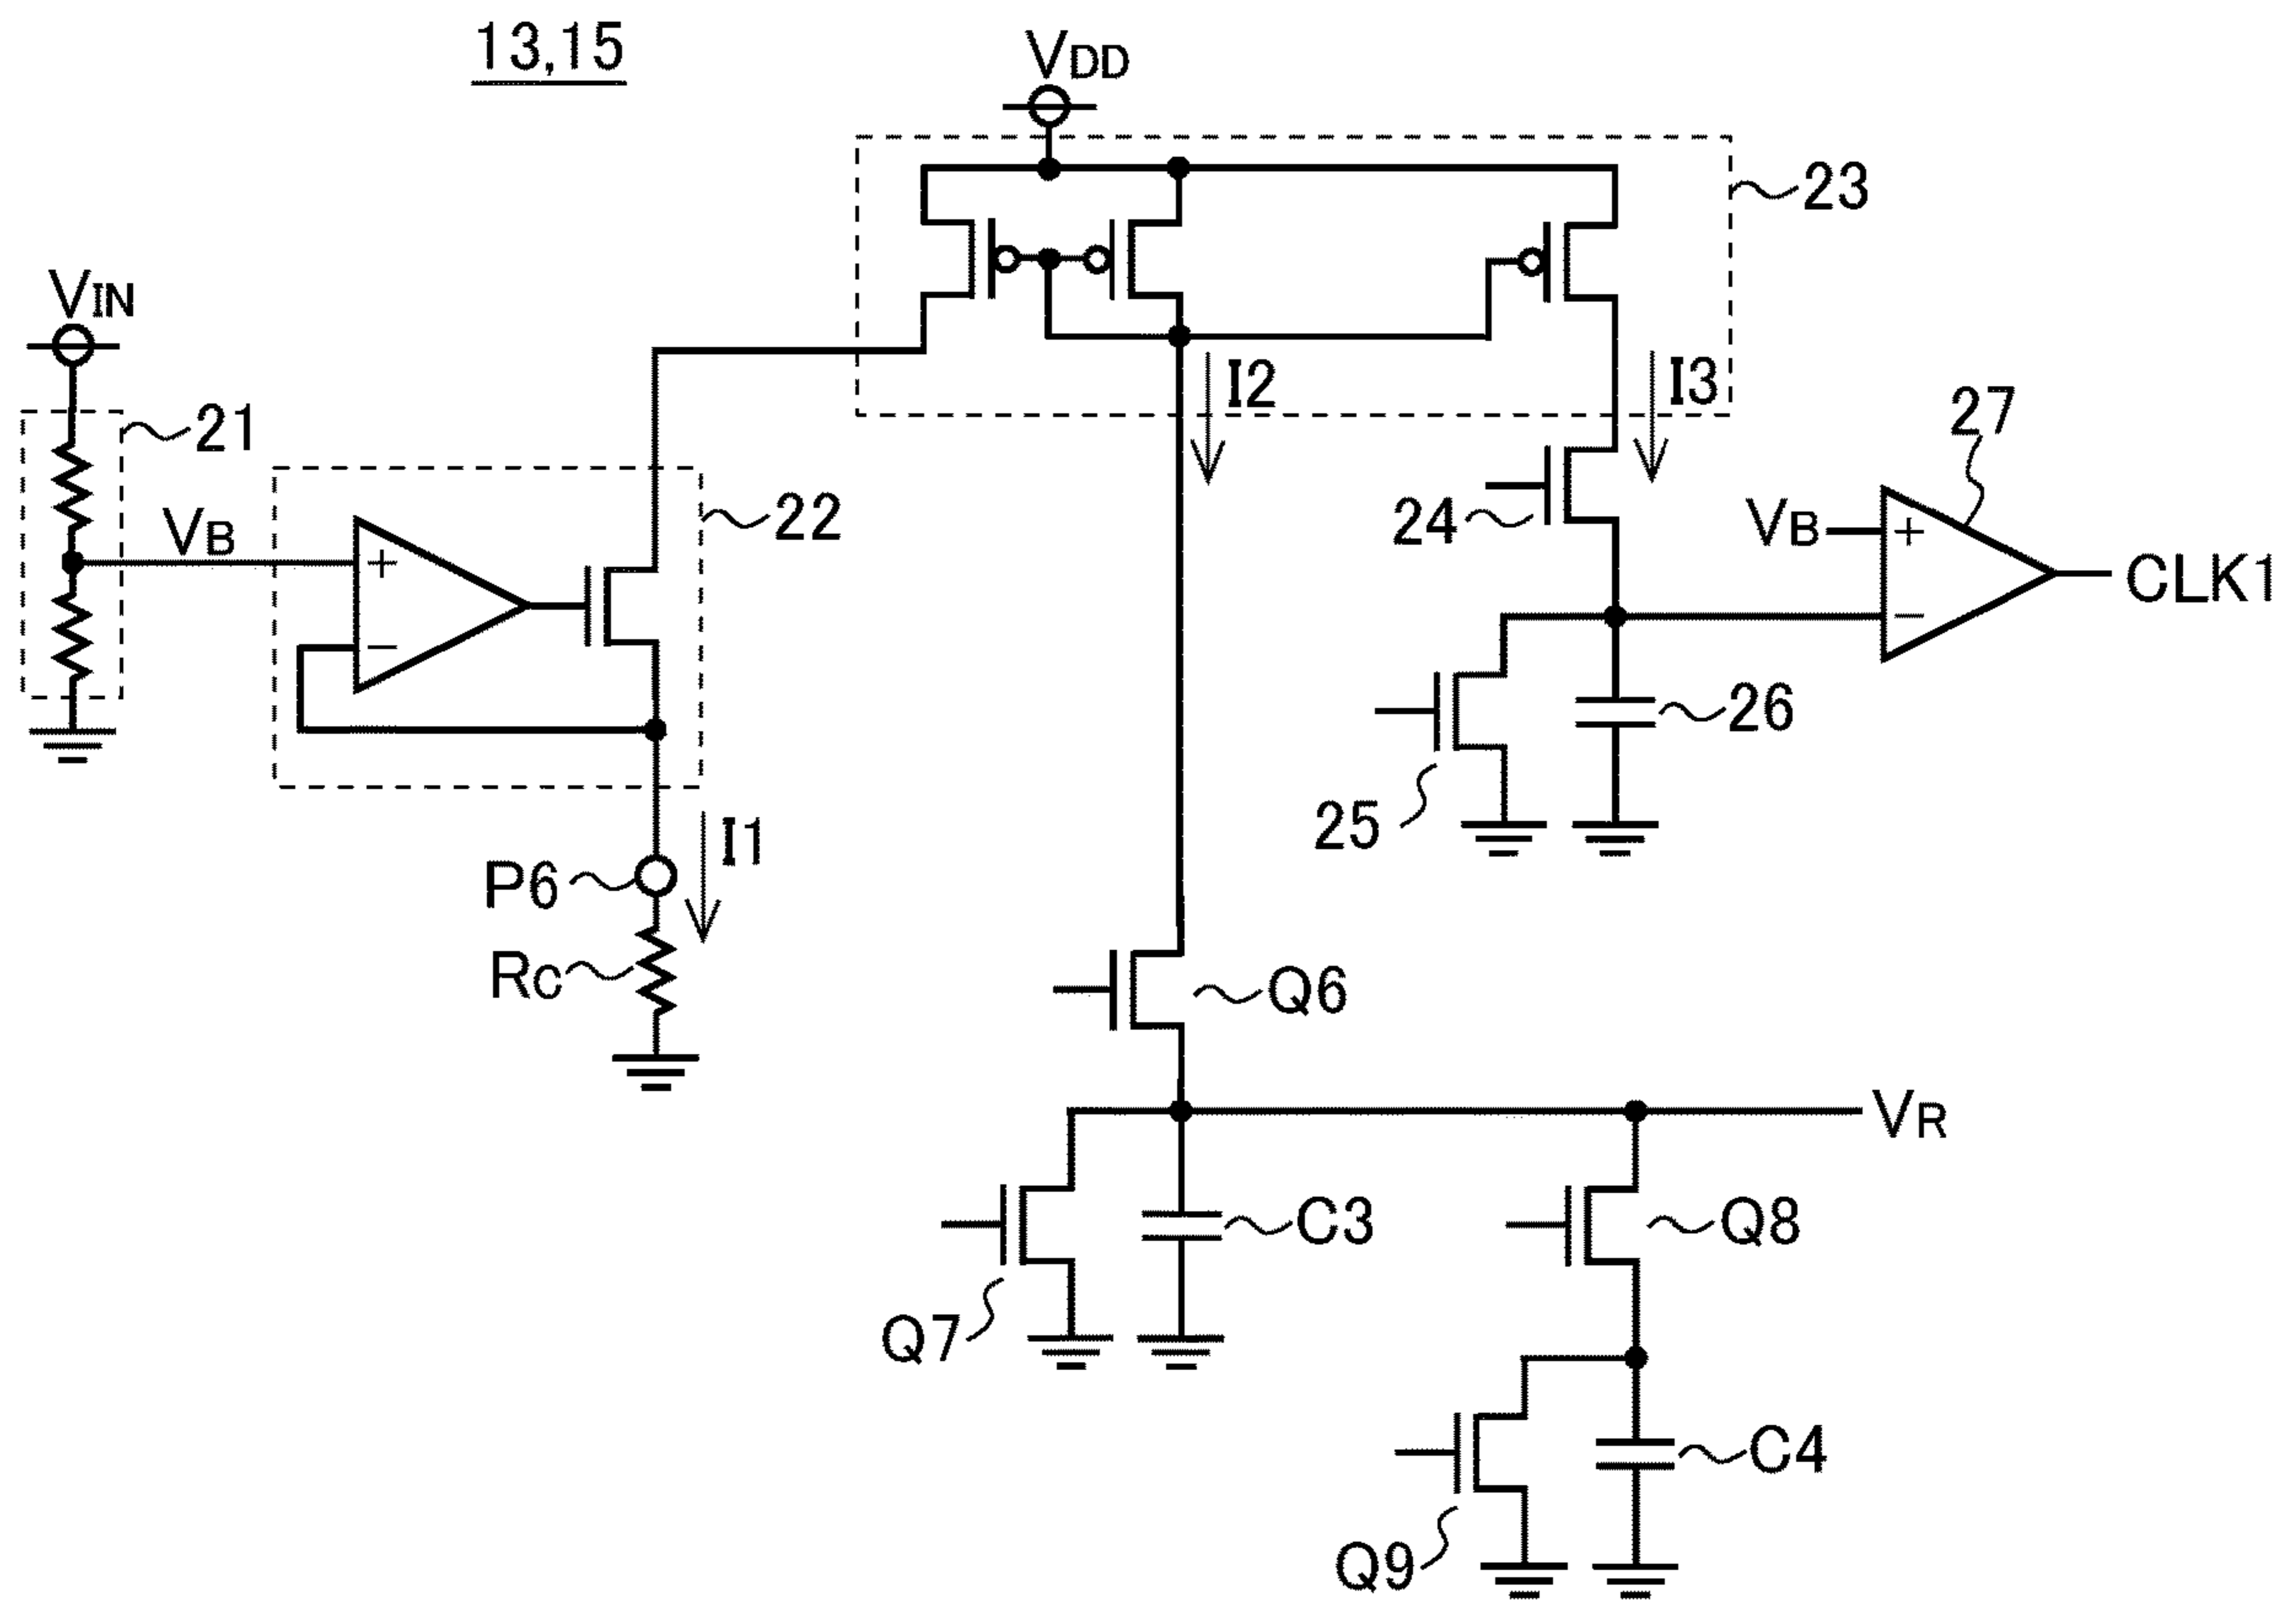 13,15
VDD
23
VIN
I2
I3
27
21
22
VB
24
VB
CLK1
+
+
−
−
26
25
I1
P6
RC
Q6
VR
C3
Q8
Q7
C4
Q9